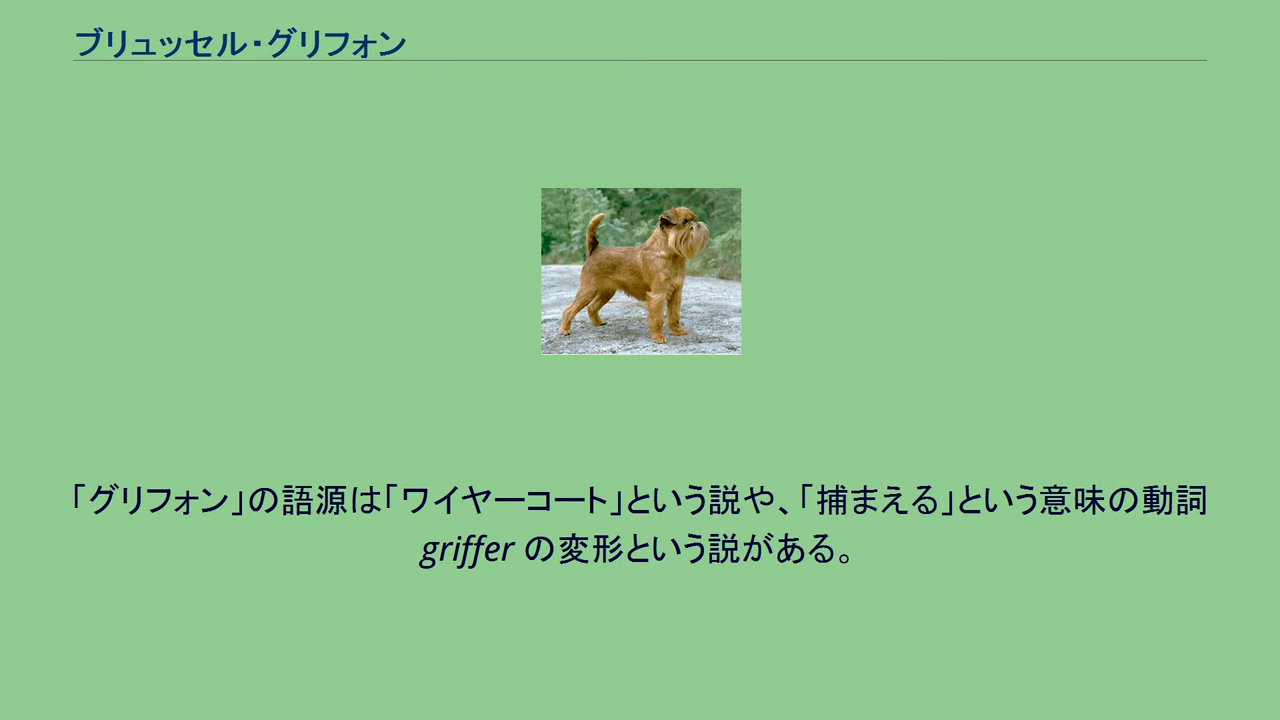 ブリュッセル・グリフォン
「グリフォン」の語源は「ワイヤーコート」という説や、「捕まえる」という意味の動詞
griffer の変形という説がある。